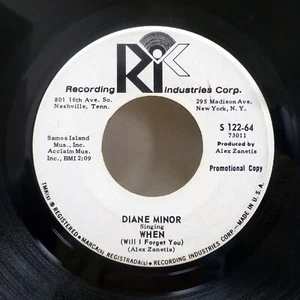 RIC
Recording Industries Corp.
801 16th Ave. So.
Nashville, Tenn.
295 Madison Ave.
New York, N. Y.
S 122-64
73011
Produced by
Alex Zanetis
Samos Island
Mus., Inc
Acclaim Mus.
Inc., BMI 2:09
Promotional Copy
DIANE MINOR
Singing
WHEN
(Will I Forget You)
(Alex Zanetis)
TMK(s) ® REGISTERED • MARCA(s) REGISTRADA(s) • RECORDING INDUSTRIES CORP. MADE IN U.S.A.